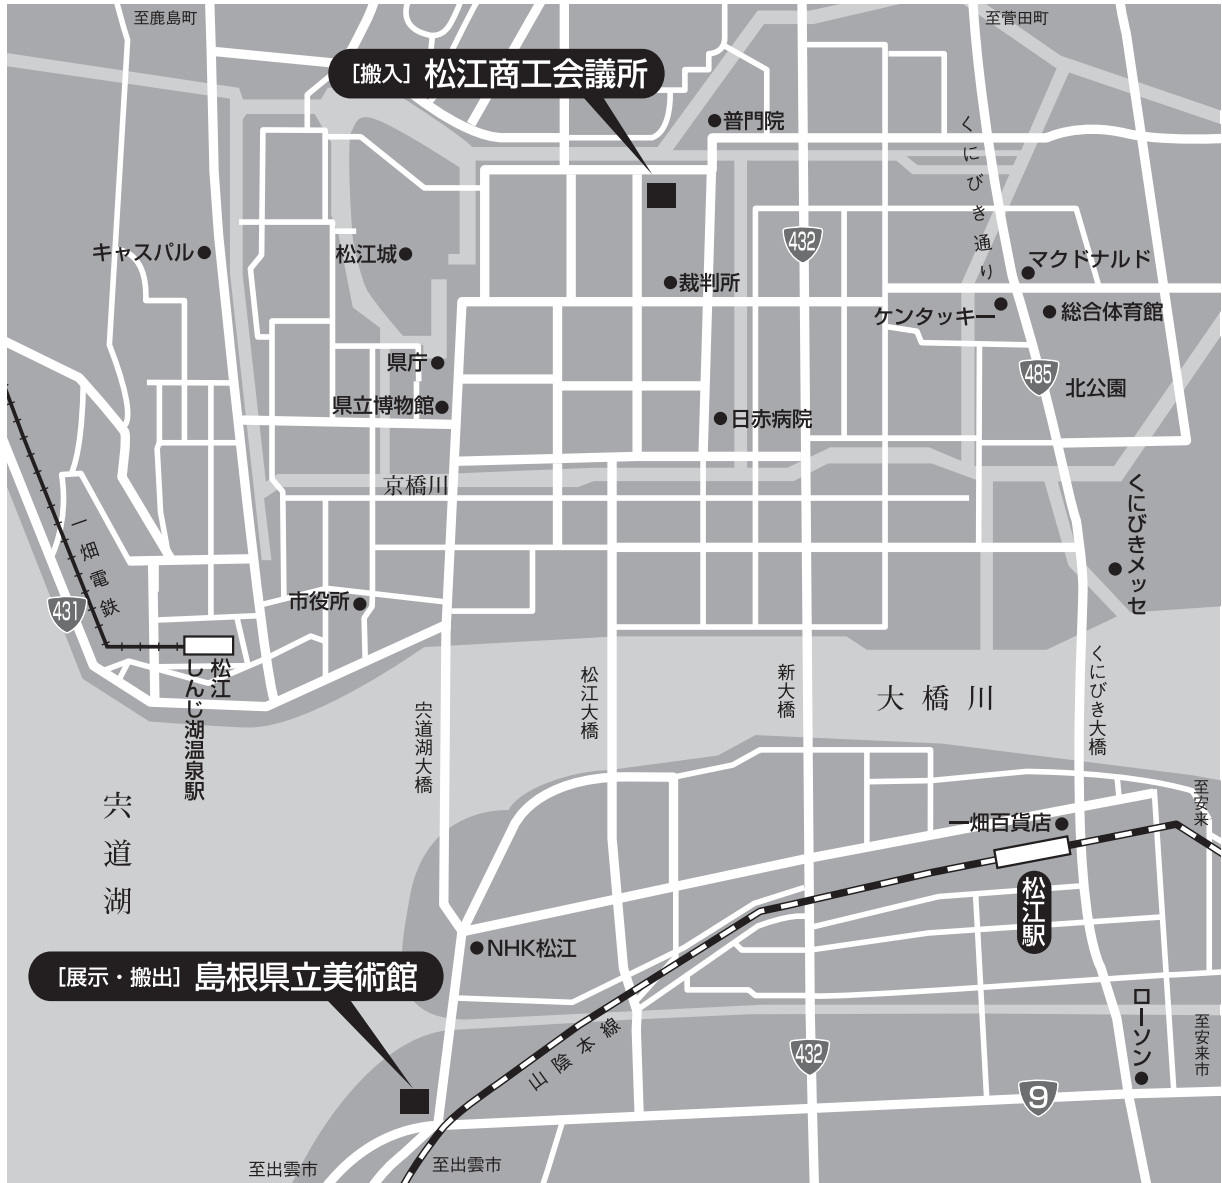 至鹿島町
至菅田町
[搬入] 松江商工会議所
普門院
くにびき通り
キャスパル
松江城
432
裁判所
マクドナルド
ケンタッキー
総合体育館
県庁
485
北公園
県立博物館
日赤病院
京橋川
くにびきメッセ
一畑電鉄
431
市役所
松江
しんじ湖温泉駅
宍道湖大橋
松江大橋
新大橋
大橋川
くにびき大橋
宍道湖
至安来
一畑百貨店
松江駅
NHK松江
[展示・搬出] 島根県立美術館
山陰本線
432
ローソン
至安来市
9
至出雲市
至出雲市